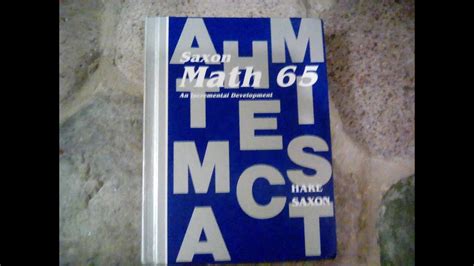 A H M
Saxon
Math 65
An Incremental Development
T E I
M C S
HAKE
SAXON
A T